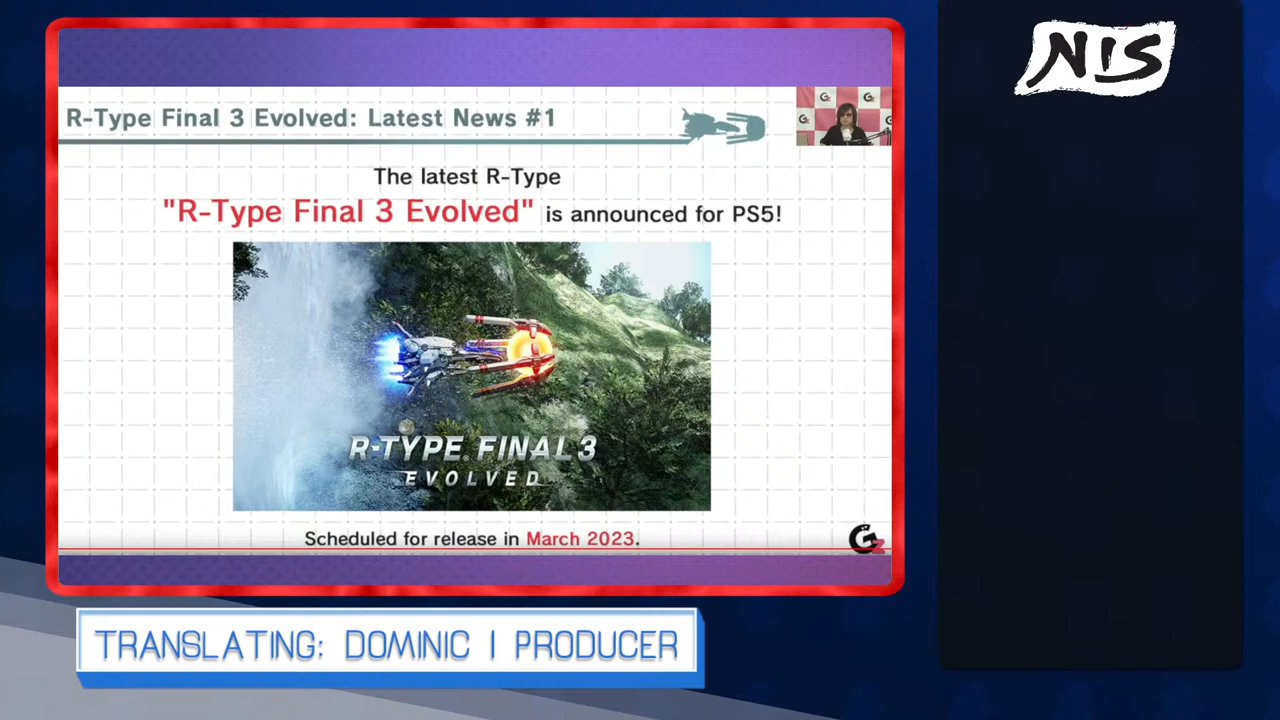 NIS
R-Type Final 3 Evolved: Latest News #1
The latest R-Type
"R-Type Final 3 Evolved" is announced for PS5!
R-TYPE FINAL 3
EVOLVED
Scheduled for release in March 2023.
Gz
TRANSLATING: DOMINIC | PRODUCER